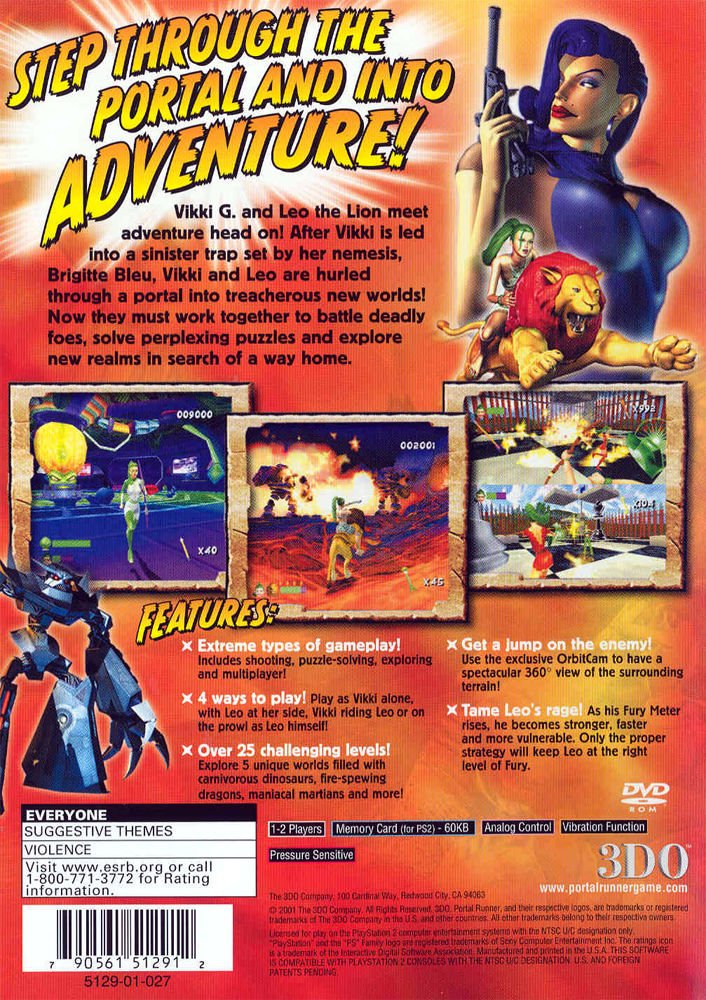 STEP THROUGH THE
PORTAL AND INTO
ADVENTURE!
Vikki G. and Leo the Lion meet
adventure head on! After Vikki is led
into a sinister trap set by her nemesis,
Brigitte Bleu, Vikki and Leo are hurled
through a portal into treacherous new worlds!
Now they must work together to battle deadly
foes, solve perplexing puzzles and explore
new realms in search of a way home.
009000
X40
002001
X45
X992
FEATURES:
Extreme types of gameplay!
Includes shooting, puzzle-solving, exploring
and multiplayer!
4 ways to play! Play as Vikki alone,
with Leo at her side, Vikki riding Leo or on
the prowl as Leo himself!
Over 25 challenging levels!
Explore 5 unique worlds filled with
carnivorous dinosaurs, fire-spewing
dragons, maniacal martians and more!
Get a jump on the enemy!
Use the exclusive OrbitCam to have a
spectacular 360° view of the surrounding
terrain!
Tame Leo's rage! As his Fury Meter
rises, he becomes stronger, faster
and more vulnerable. Only the proper
strategy will keep Leo at the right
level of Fury.
DVD
ROM
EVERYONE
SUGGESTIVE THEMES
VIOLENCE
Visit www.esrb.org or call
1-800-771-3772 for Rating
information.
1-2 Players
Memory Card (for PS2) - 60KB
Analog Control
Vibration Function
Pressure Sensitive
3DO™
www.portalrunnergame.com
The 3DO Company, 100 Cardinal Way, Redwood City, CA 94063
© 2001 The 3DO Company. All Rights Reserved. 3DO, Portal Runner, and their respective logos, are trademarks or registered
trademarks of The 3DO Company in the U.S. and other countries. All other trademarks belong to their respective owners.
Licensed for play on the PlayStation 2 computer entertainment systems with the NTSC U/C designation only.
"PlayStation" and the "PS" Family logo are registered trademarks of Sony Computer Entertainment Inc. The ratings icon
is a trademark of the Interactive Digital Software Association. Manufactured and printed in the U.S.A. THIS SOFTWARE
IS COMPATIBLE WITH PLAYSTATION 2 CONSOLES WITH THE NTSC U/C DESIGNATION. U.S. AND FOREIGN
PATENTS PENDING.
7 90561 51291 2
5129-01-027